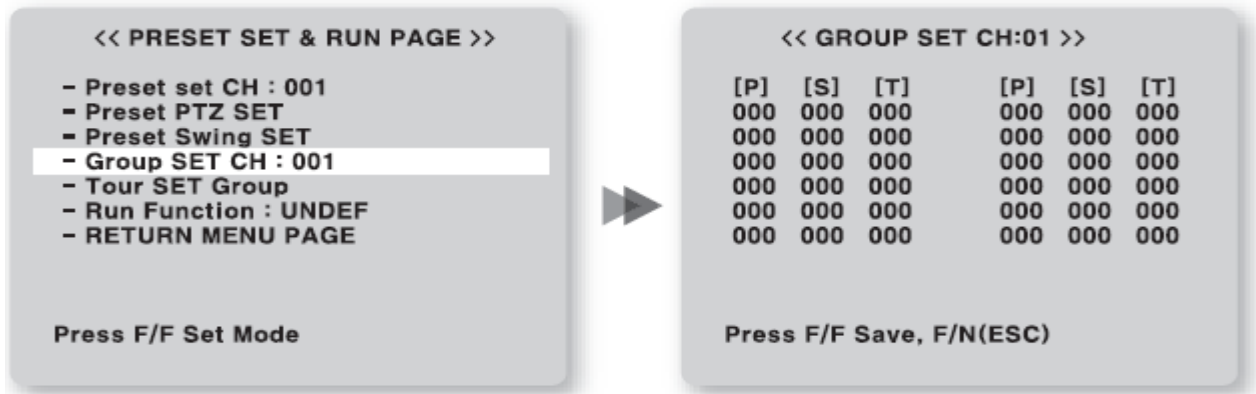 << PRESET SET & RUN PAGE >>
- Preset set CH : 001
- Preset PTZ SET
- Preset Swing SET
- Group SET CH : 001
- Tour SET Group
- Run Function : UNDEF
- RETURN MENU PAGE
Press F/F Set Mode
<< GROUP SET CH:01 >>
[P] [S] [T] [P] [S] [T]
000 000 000 000 000 000
000 000 000 000 000 000
000 000 000 000 000 000
000 000 000 000 000 000
000 000 000 000 000 000
000 000 000 000 000 000
Press F/F Save, F/N(ESC)